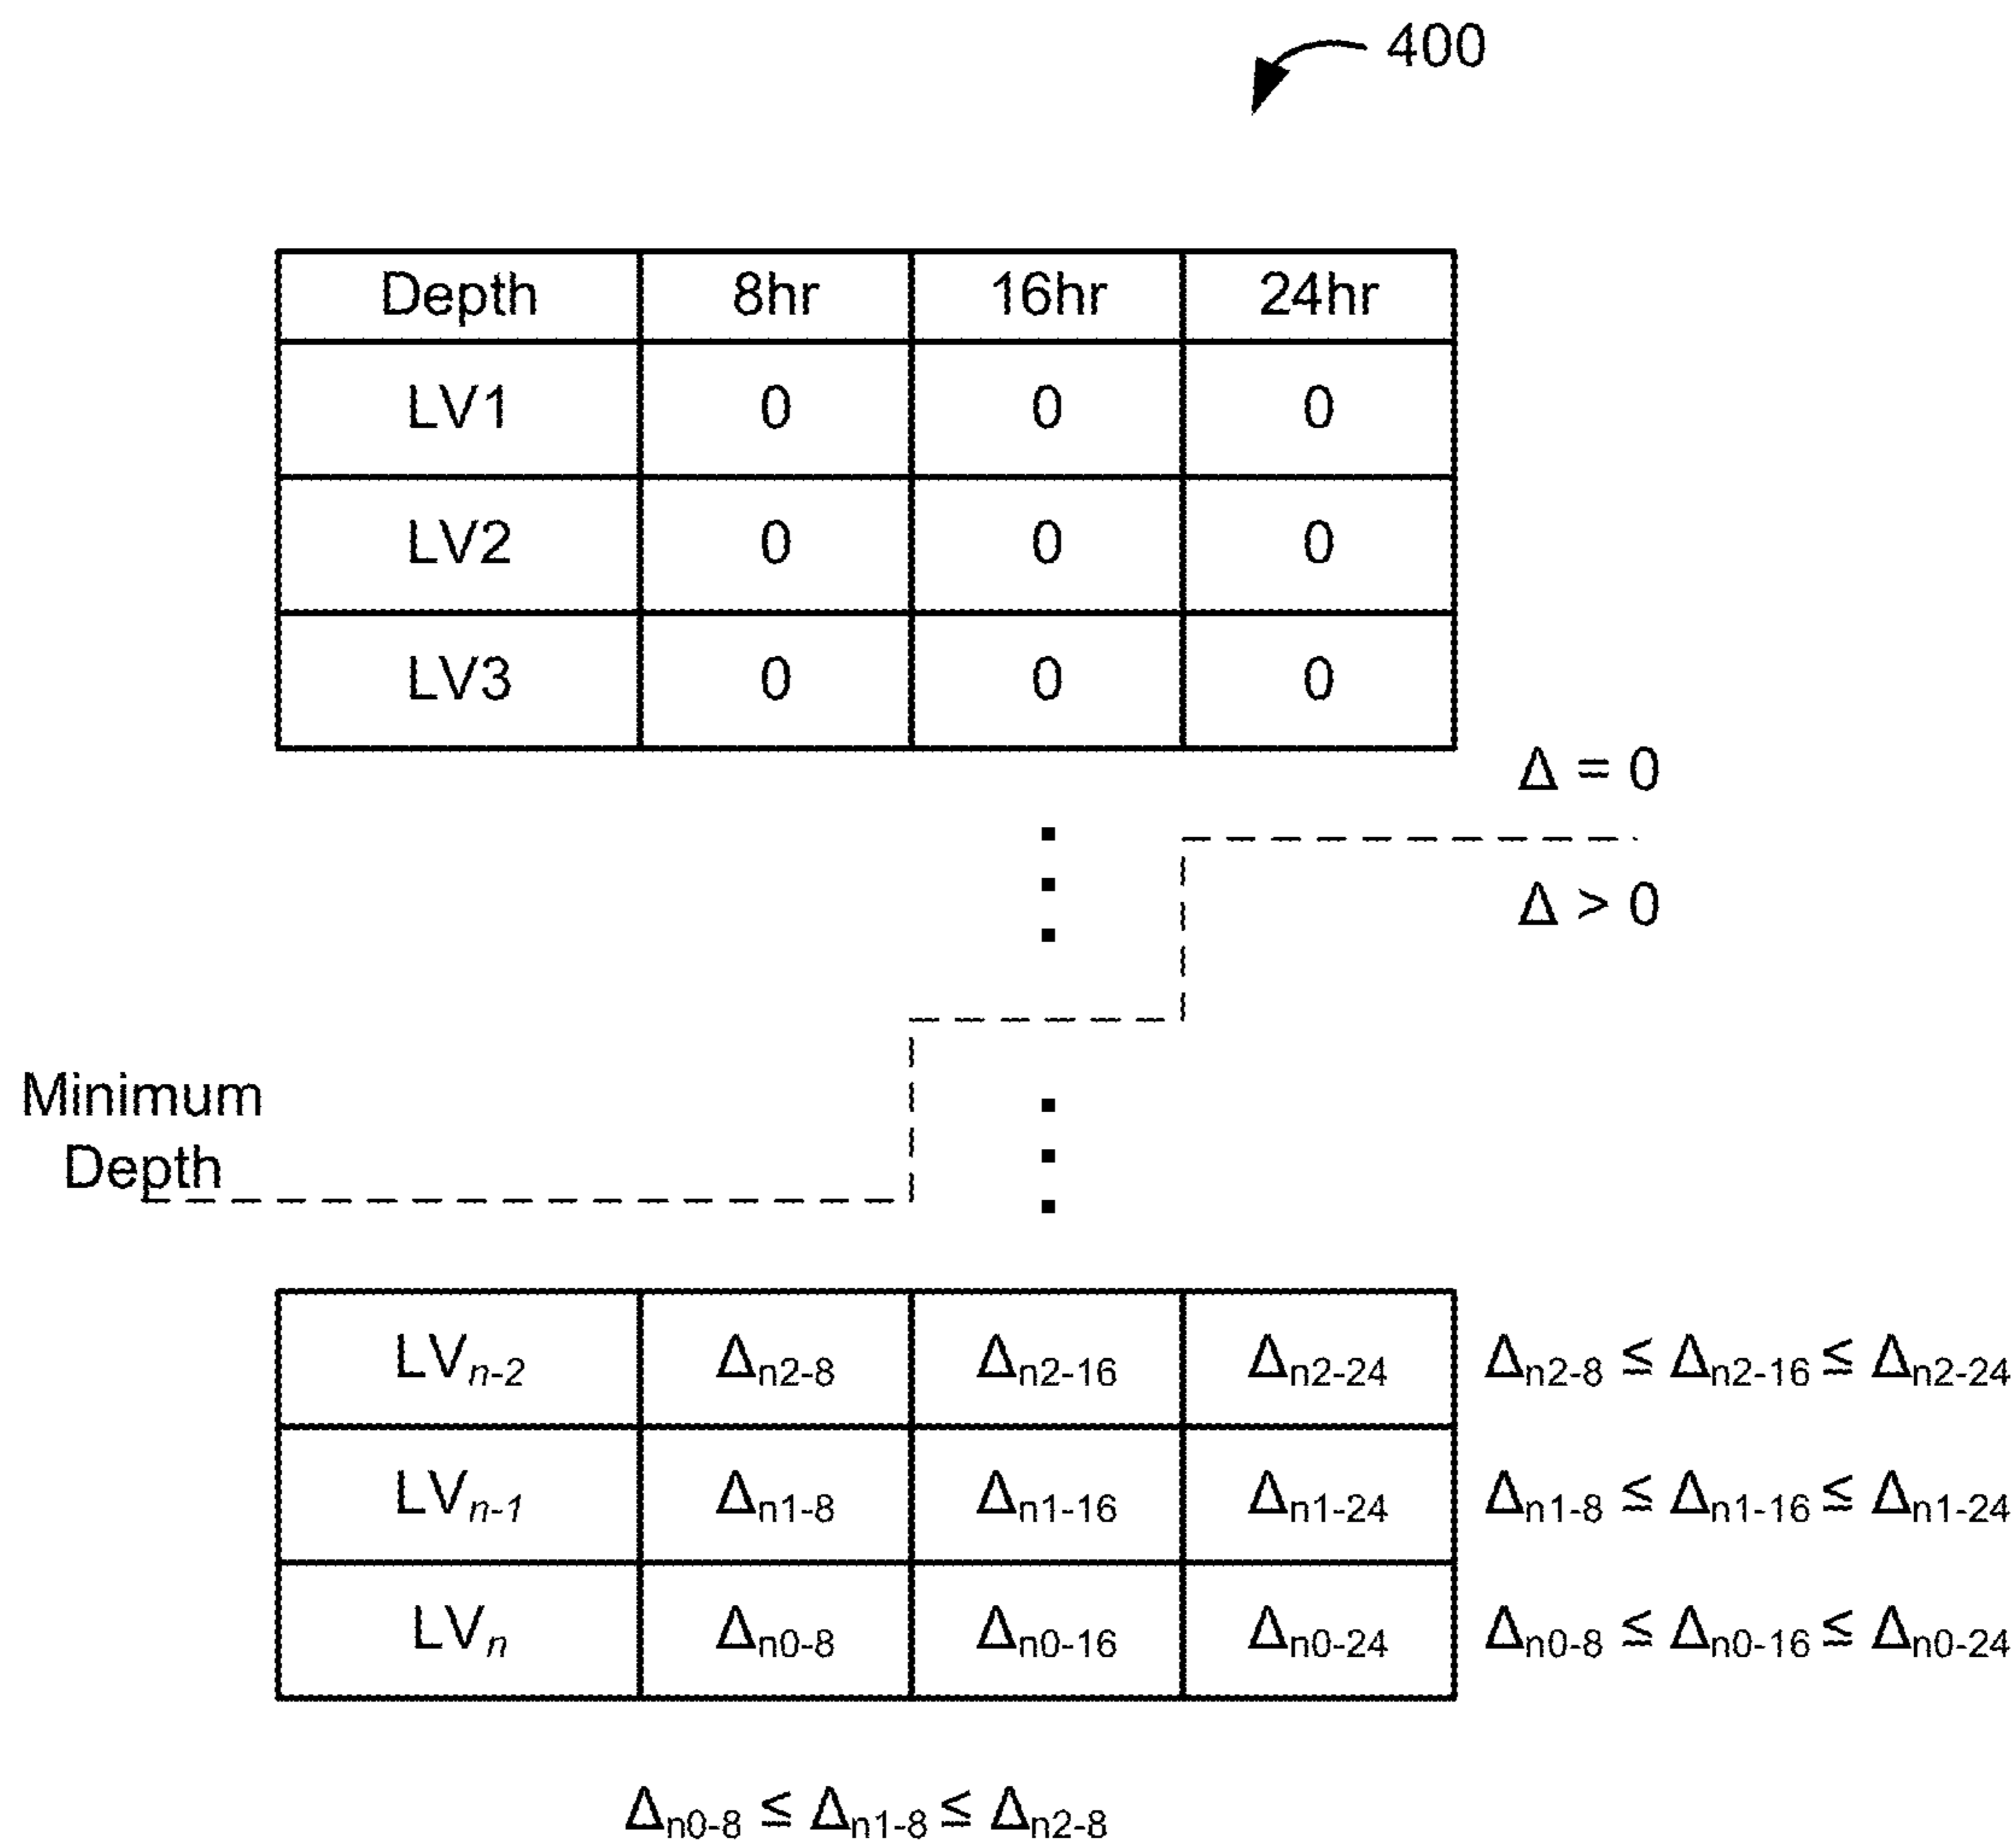 400
Depth 8hr 16hr 24hr
LV1 0 0 0
LV2 0 0 0
LV3 0 0 0
Δ = 0
Δ > 0
Minimum
Depth
LVn-2 Δn2-8 Δn2-16 Δn2-24 Δn2-8 ≦ Δn2-16 ≦ Δn2-24
LVn-1 Δn1-8 Δn1-16 Δn1-24 Δn1-8 ≦ Δn1-16 ≦ Δn1-24
LVn Δn0-8 Δn0-16 Δn0-24 Δn0-8 ≦ Δn0-16 ≦ Δn0-24
Δn0-8 ≦ Δn1-8 ≦ Δn2-8